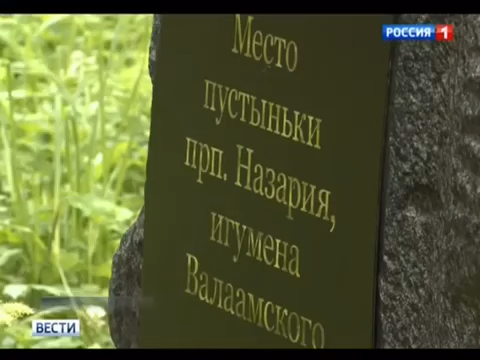 РОССИЯ 1
Место
пустыньки
прп. Назария,
игумена
Валаамского
ВЕСТИ